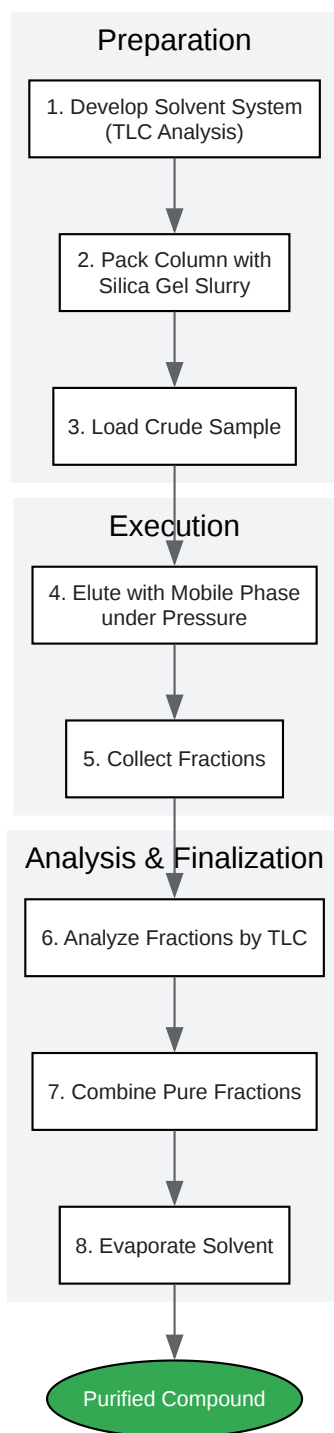 Preparation
1. Develop Solvent System
(TLC Analysis)
2. Pack Column with
Silica Gel Slurry
3. Load Crude Sample
Execution
4. Elute with Mobile Phase
under Pressure
5. Collect Fractions
Analysis & Finalization
6. Analyze Fractions by TLC
7. Combine Pure Fractions
8. Evaporate Solvent
Purified Compound